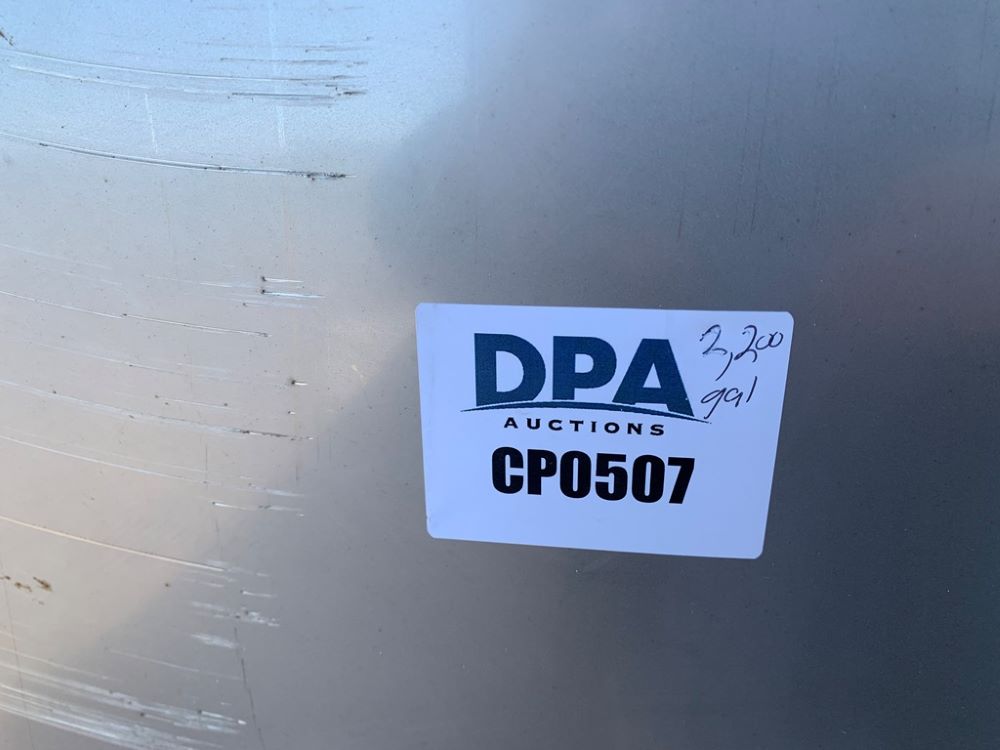 DPA
AUCTIONS
CP0507
2,200
gal